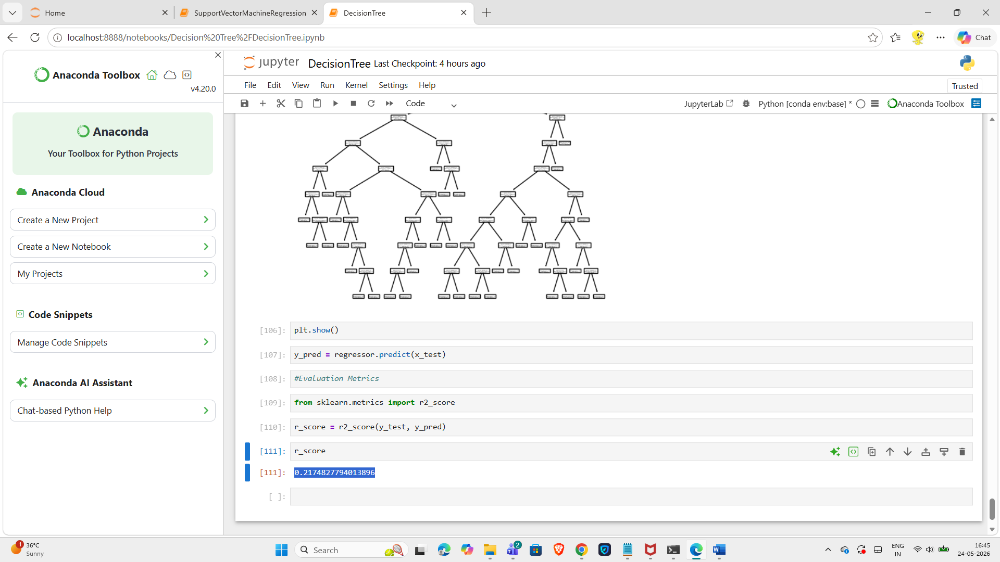 Home
SupportVectorMachineRegression
DecisionTree
localhost:8888/notebooks/Decision%20Tree%2FDecisionTree.ipynb
Chat
Anaconda Toolbox
v4.20.0
Anaconda
Your Toolbox for Python Projects
Anaconda Cloud
Create a New Project
Create a New Notebook
My Projects
Code Snippets
Manage Code Snippets
Anaconda AI Assistant
Chat-based Python Help
jupyter DecisionTree Last Checkpoint: 4 hours ago
File Edit View Run Kernel Settings Help
Trusted
Code
JupyterLab
Python [conda env:base] *
Anaconda Toolbox
[106]: plt.show()
[107]: y_pred = regressor.predict(x_test)
[108]: #Evaluation Metrics
[109]: from sklearn.metrics import r2_score
[110]: r_score = r2_score(y_test, y_pred)
[111]: r_score
[111]: 0.2174827794013896
[ ]:
1
36°C
Sunny
Search
2
ENG
IN
16:45
24-05-2026